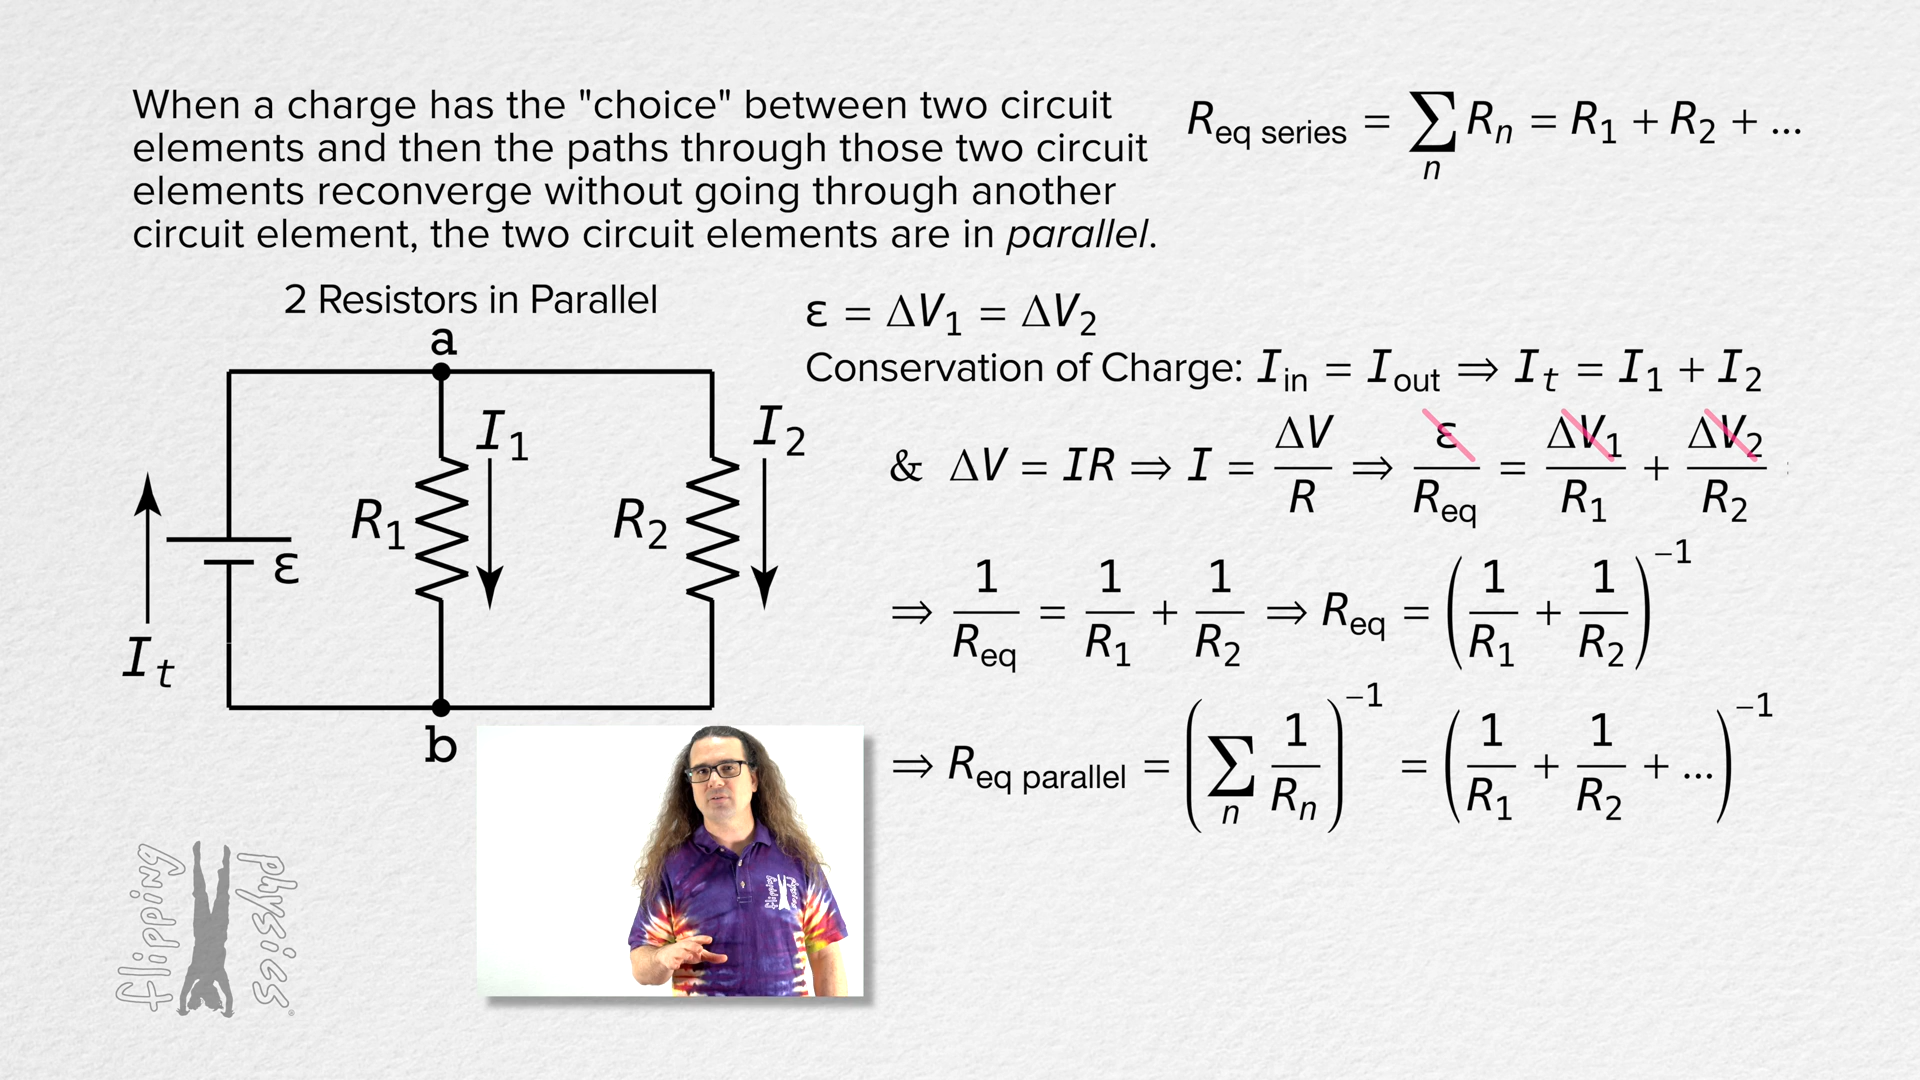 When a charge has the "choice" between two circuit
elements and then the paths through those two circuit
elements reconverge without going through another
circuit element, the two circuit elements are in parallel.
R_eq series = ∑_n R_n = R_1 + R_2 + ...
2 Resistors in Parallel
a
I_1
I_2
R_1
R_2
ε
I_t
b
ε = ΔV_1 = ΔV_2
Conservation of Charge: I_in = I_out ⇒ I_t = I_1 + I_2
& ΔV = IR ⇒ I = ΔV/R ⇒ ε/R_eq = ΔV_1/R_1 + ΔV_2/R_2
⇒ 1/R_eq = 1/R_1 + 1/R_2 ⇒ R_eq = (1/R_1 + 1/R_2)^−1
⇒ R_eq parallel = (∑_n 1/R_n)^−1 = (1/R_1 + 1/R_2 + ...)^−1
flipping physics
flipping physics